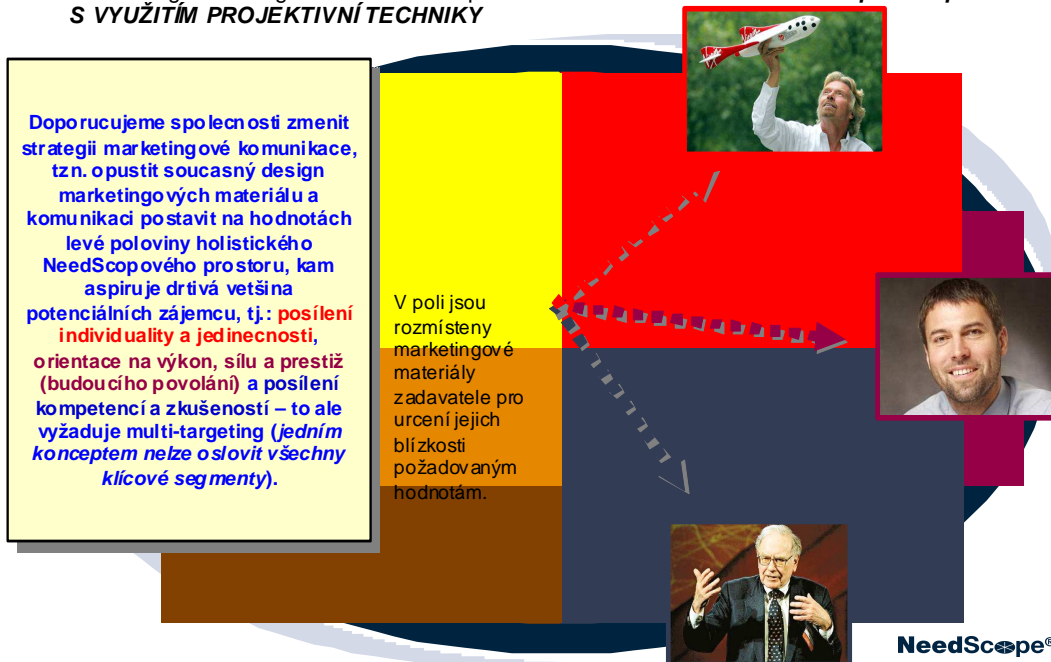 S VYUŽITÍM PROJEKTIVNÍ TECHNIKY
Doporucujeme spolecnosti zmenit
strategii marketingové komunikace,
tzn. opustit soucasný design
marketingových materiálu a
komunikaci postavit na hodnotách
levé poloviny holistického
NeedScopového prostoru, kam
aspiruje drtivá vetšina
potenciálních zájemcu, tj.: posílení
individuality a jedinecnosti,
orientace na výkon, sílu a prestiž
(budoucího povolání) a posílení
kompetencí a zkušeností – to ale
vyžaduje multi-targeting (jedním
konceptem nelze oslovit všechny
klícové segmenty).
V poli jsou
rozmísteny
marketingové
materiály
zadavatele pro
urcení jejich
blízkosti
požadovaným
hodnotám.
NeedScope®